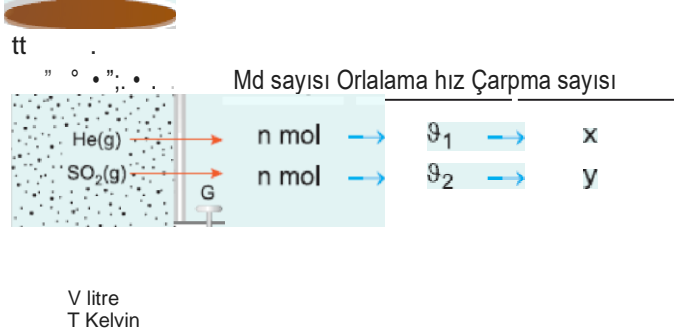 tt .
” ° • ”;. • . Md sayısı Orlalama hız Çarpma sayısı
He(g) n mol ϑ₁ x
SO₂(g) n mol ϑ₂ y
G
V litre
T Kelvin